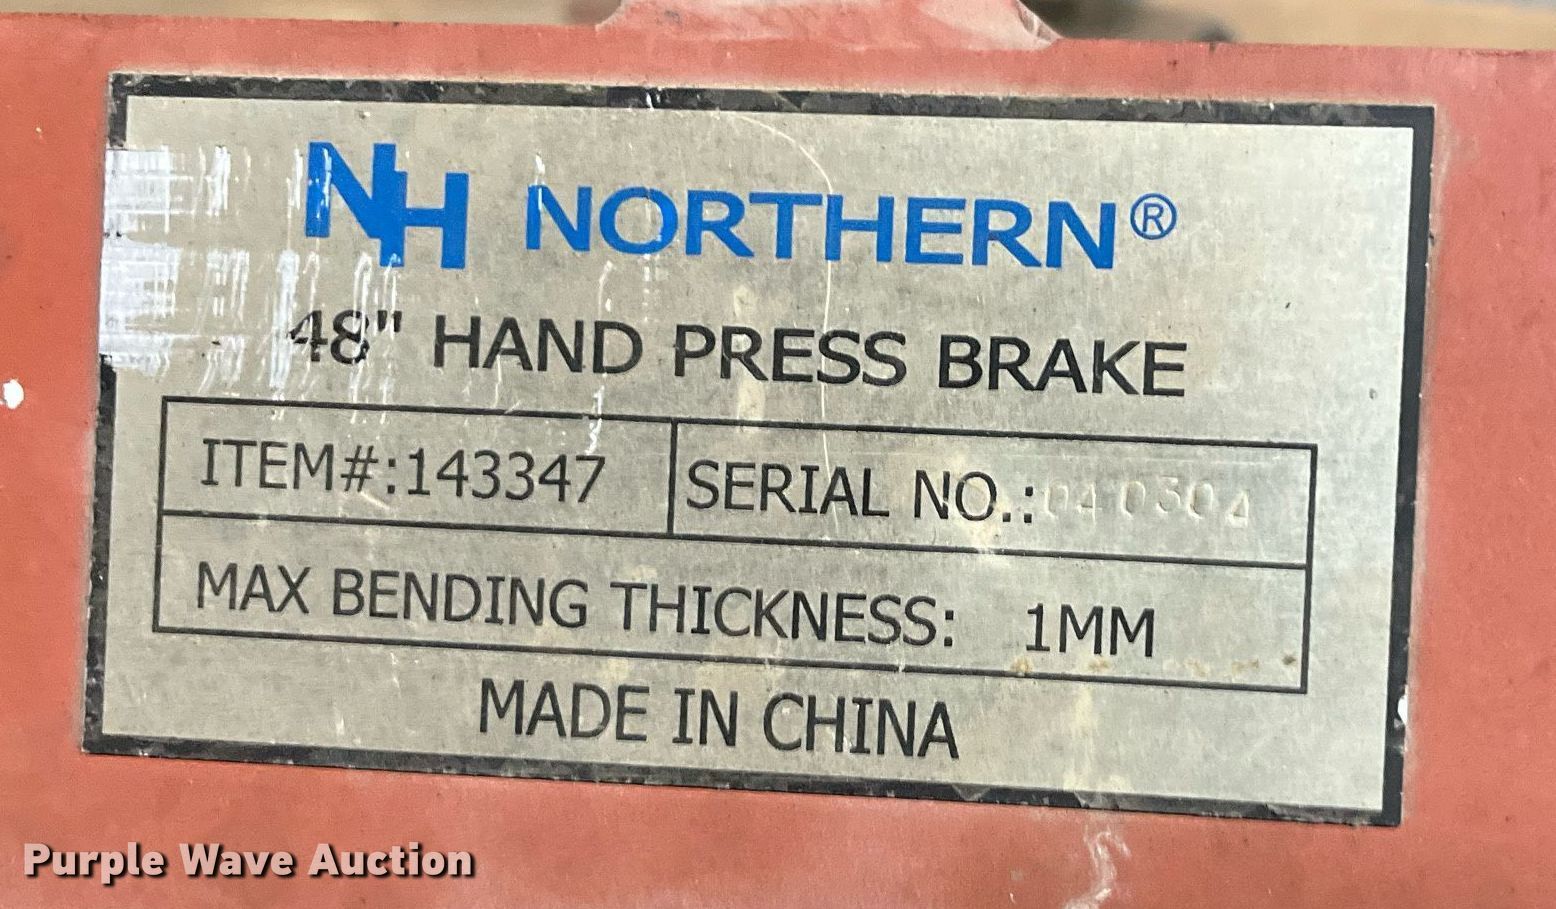 NH NORTHERN®
48" HAND PRESS BRAKE
ITEM#:143347 SERIAL NO.:040304
MAX BENDING THICKNESS: 1MM
MADE IN CHINA
Purple Wave Auction